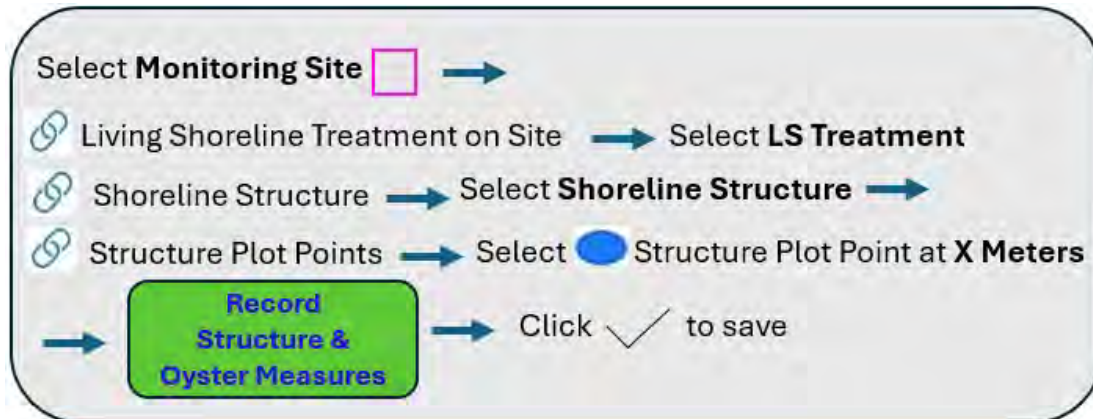 Select Monitoring Site
Living Shoreline Treatment on Site Select LS Treatment
Shoreline Structure Select Shoreline Structure
Structure Plot Points Select Structure Plot Point at X Meters
Record
Structure &
Oyster Measures
Click to save